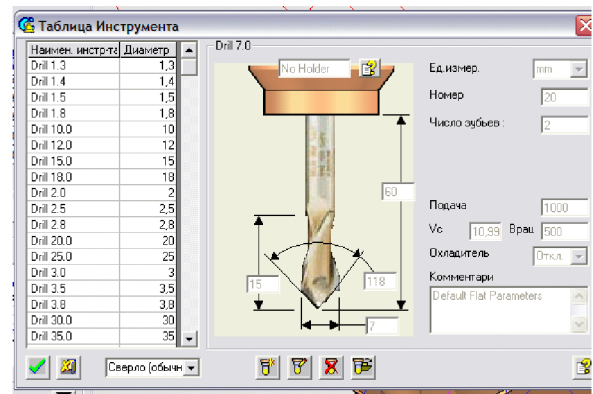 Таблица Инструмента
Наимен. инстр-та Диаметр
Drill 1.3 1,3
Drill 1.4 1,4
Drill 1.5 1,5
Drill 1.8 1,8
Drill 10.0 10
Drill 12.0 12
Drill 15.0 15
Drill 18.0 18
Drill 2.0 2
Drill 2.5 2,5
Drill 2.8 2,8
Drill 20.0 20
Drill 25.0 25
Drill 3.0 3
Drill 3.5 3,5
Drill 3.8 3,8
Drill 30.0 30
Drill 35.0 35
Сверло (обычн
Drill 7.0
No Holder
60
15
118
7
Ед.измер. mm
Номер 20
Число зубьев : 2
Подача 1000
Vc 10,99 Вращ 500
Охладитель Откл.
Комментари
Default Flat Parameters